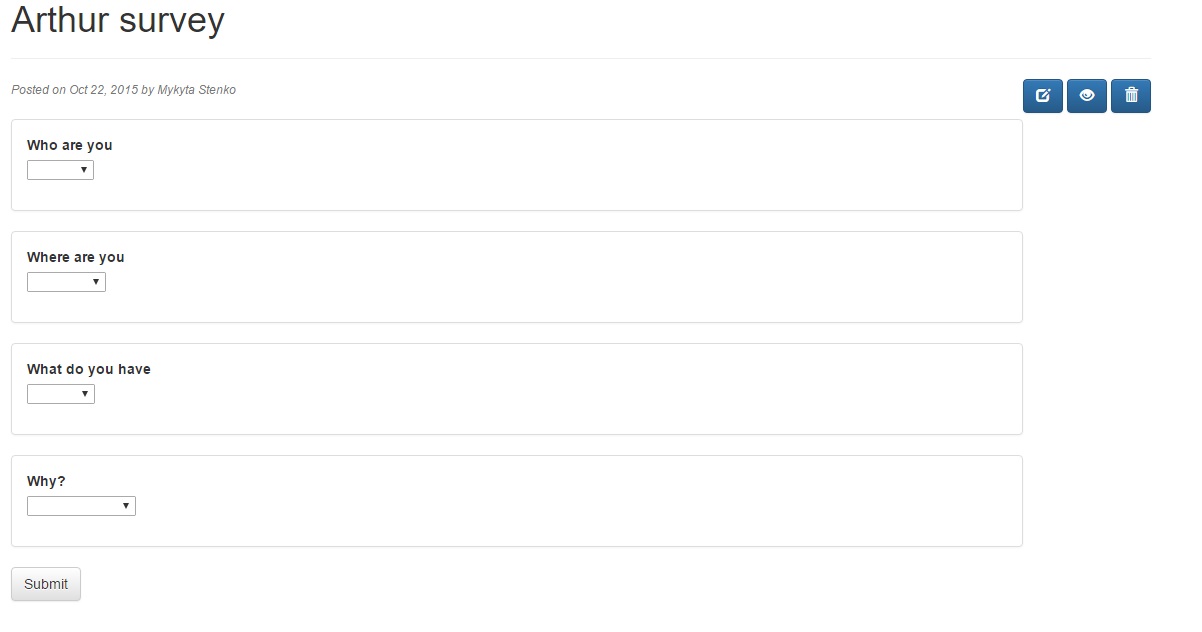 Arthur survey
Posted on Oct 22, 2015 by Mykyta Stenko
Who are you
Where are you
What do you have
Why?
Submit